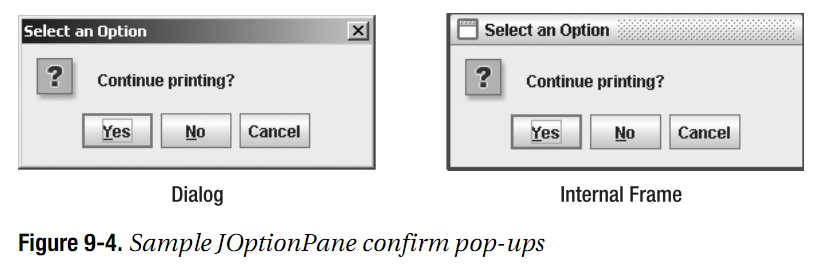 Select an Option
?
Continue printing?
Yes No Cancel
Dialog
Select an Option
?
Continue printing?
Yes No Cancel
Internal Frame
Figure 9-4. Sample JOptionPane confirm pop-ups